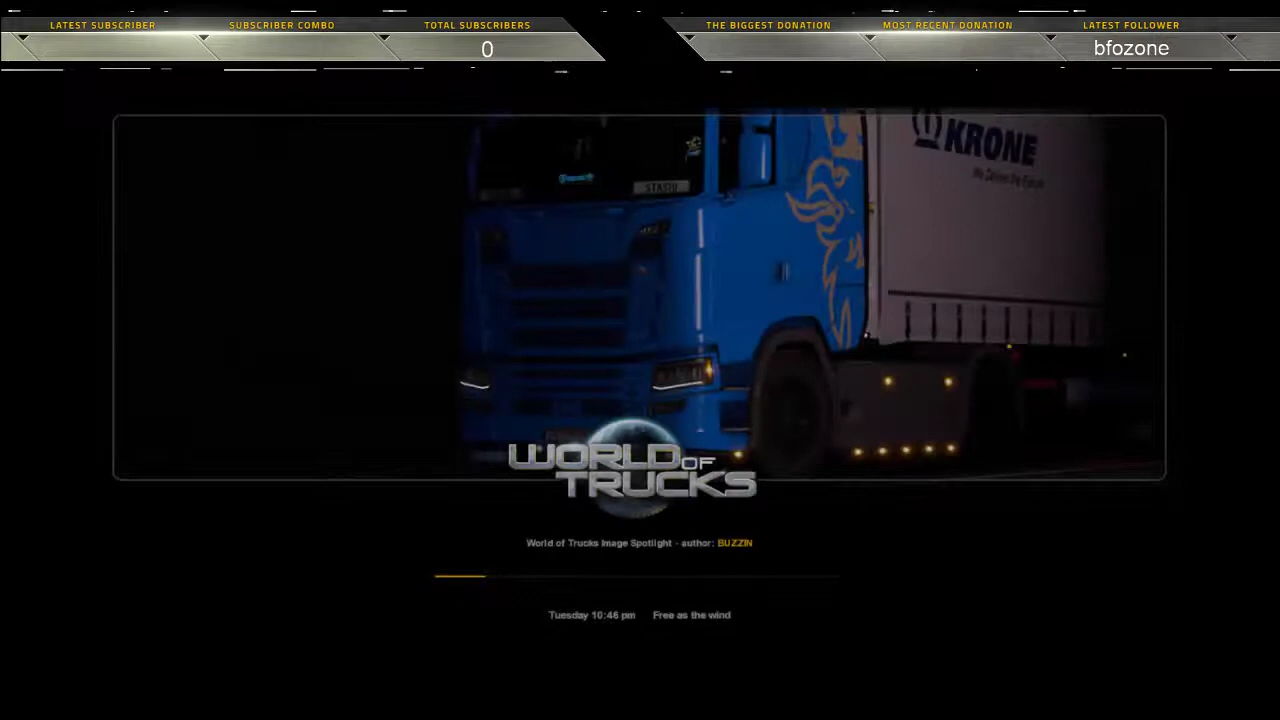 LATEST SUBSCRIBER SUBSCRIBER COMBO TOTAL SUBSCRIBERS THE BIGGEST DONATION MOST RECENT DONATION LATEST FOLLOWER
0 bfozone
KRONE
STASIU
WORLD OF
TRUCKS
World of Trucks Image Spotlight - author: BUZZIN
Tuesday 10:46 pm Free as the wind